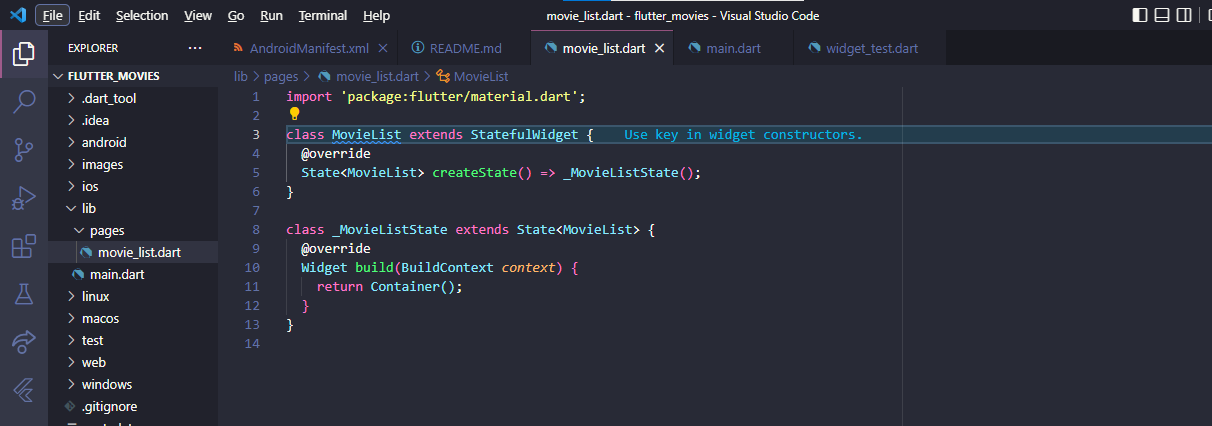 File Edit Selection View Go Run Terminal Help movie_list.dart - flutter_movies - Visual Studio Code
EXPLORER ...
AndroidManifest.xml README.md movie_list.dart main.dart widget_test.dart
FLUTTER_MOVIES
.dart_tool
.idea
android
images
ios
lib
pages
movie_list.dart
main.dart
linux
macos
test
web
windows
.gitignore
lib > pages > movie_list.dart > MovieList
1 import 'package:flutter/material.dart';
2
3 class MovieList extends StatefulWidget { Use key in widget constructors.
4 @override
5 State<MovieList> createState() => _MovieListState();
6 }
7
8 class _MovieListState extends State<MovieList> {
9 @override
10 Widget build(BuildContext context) {
11 return Container();
12 }
13 }
14